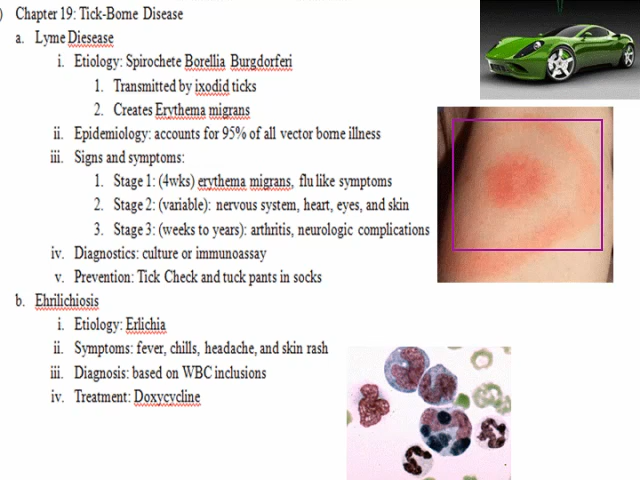 ) Chapter 19: Tick-Borne Disease
a. Lyme Diesease
i. Etiology: Spirochete Borellia Burgdorferi
1. Transmitted by ixodid ticks
2. Creates Erythema migrans
ii. Epidemiology: accounts for 95% of all vector borne illness
iii. Signs and symptoms:
1. Stage 1: (4wks) erythema migrans, flu like symptoms
2. Stage 2: (variable): nervous system, heart, eyes, and skin
3. Stage 3: (weeks to years): arthritis, neurologic complications
iv. Diagnostics: culture or immunoassay
v. Prevention: Tick Check and tuck pants in socks
b. Ehrilichiosis
i. Etiology: Erlichia
ii. Symptoms: fever, chills, headache, and skin rash
iii. Diagnosis: based on WBC inclusions
iv. Treatment: Doxycycline